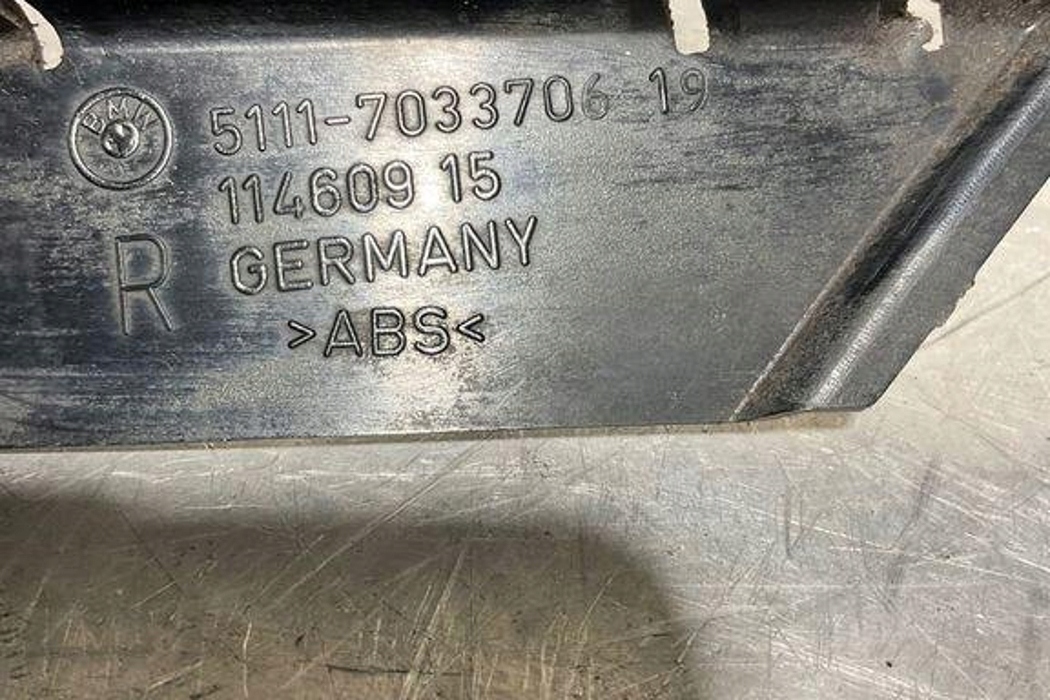 BMW
5111-7033706 19
114609 15
R GERMANY
>ABS<